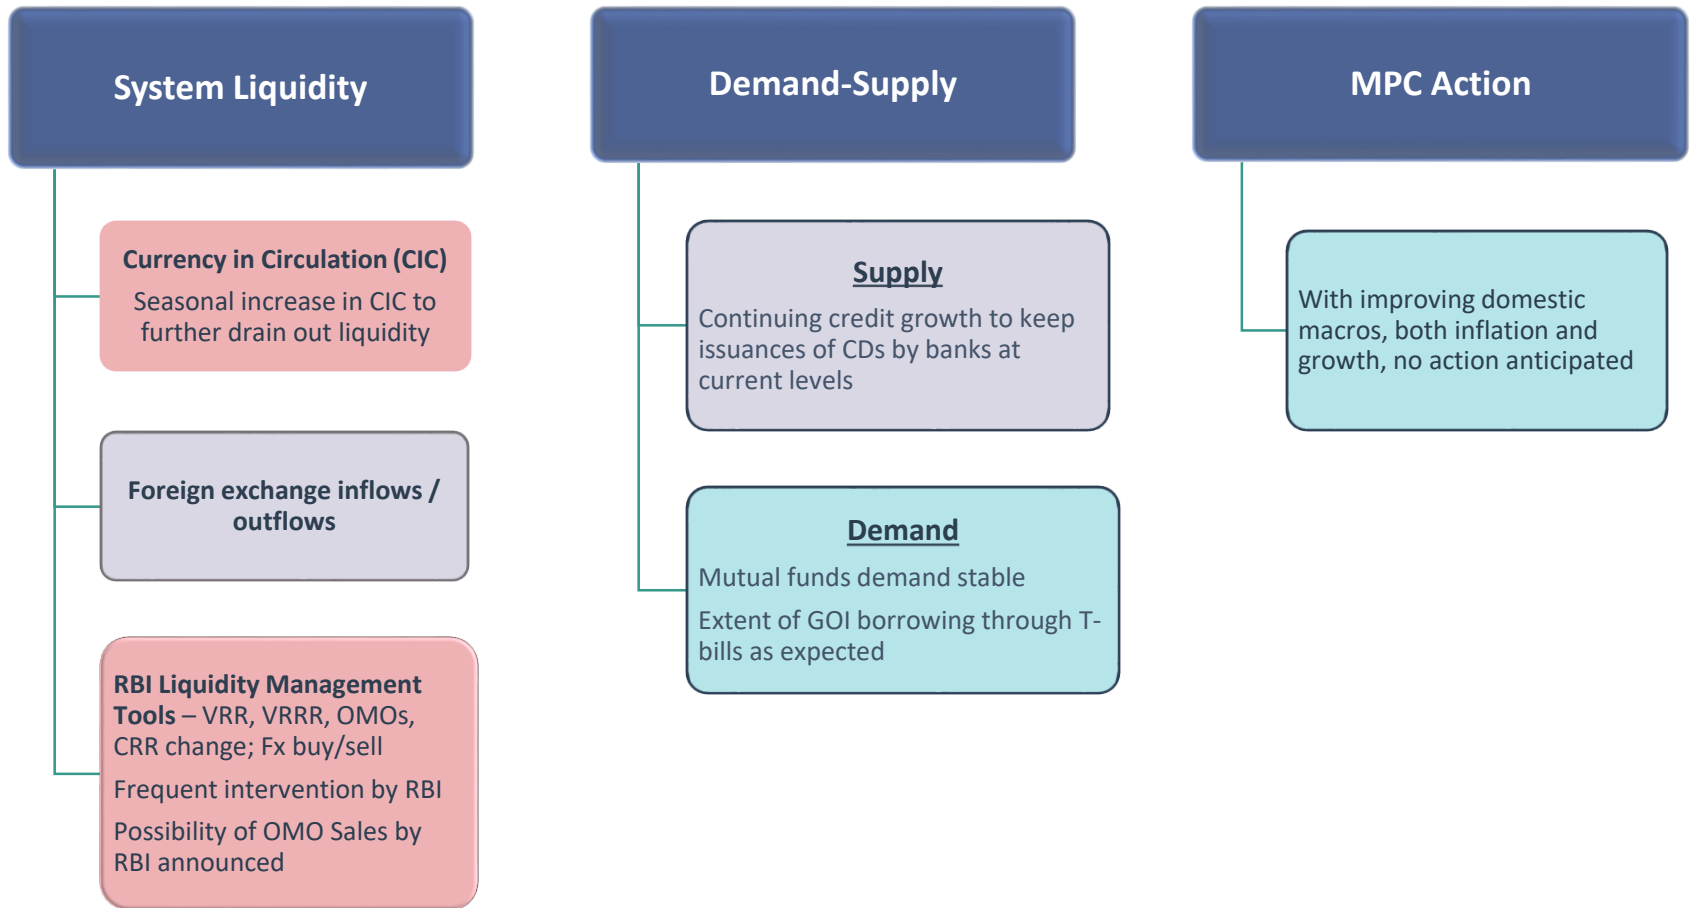 System Liquidity
Currency in Circulation (CIC)
Seasonal increase in CIC to
further drain out liquidity
Foreign exchange inflows /
outflows
RBI Liquidity Management
Tools – VRR, VRRR, OMOs,
CRR change; Fx buy/sell
Frequent intervention by RBI
Possibility of OMO Sales by
RBI announced
Demand-Supply
Supply
Continuing credit growth to keep
issuances of CDs by banks at
current levels
Demand
Mutual funds demand stable
Extent of GOI borrowing through T-
bills as expected
MPC Action
With improving domestic
macros, both inflation and
growth, no action anticipated